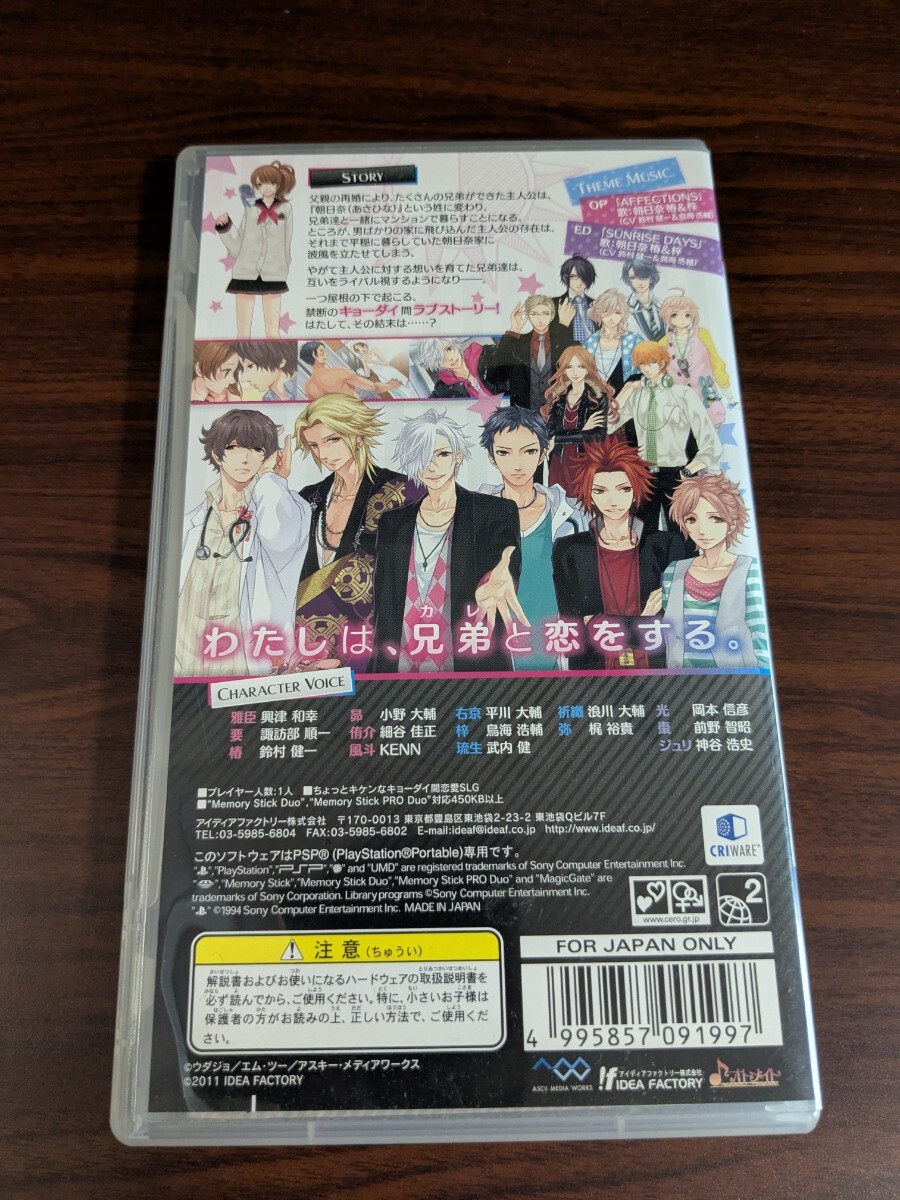 STORY
父親の再婚により、たくさんの兄弟ができた主人公は、
『朝日奈(あさひな)』という姓に変わり、
兄弟達と一緒にマンションで暮らすことになる。
ところが、男ばかりの家に飛び込んだ主人公の存在は、
それまで平穏に暮らしていた朝日奈家に
波風を立たせてしまう。
やがて主人公に対する想いを育てた兄弟達は、
互いをライバル視するようになり――。
一つ屋根の下で起こる、
禁断のキョーダイ間ラブストーリー!
はたして、その結末は……?
THEME MUSIC
OP 「AFFECTIONS」
歌:朝日奈 椿&梓
(CV 鈴村 健一&鳥海 浩輔)
ED 「SUNRISE DAYS」
歌:朝日奈 椿&梓
(CV 鈴村 健一&鳥海 浩輔)
カレ
わたしは、兄弟と恋をする。
CHARACTER VOICE
雅臣 興津 和幸 昴 小野 大輔 右京 平川 大輔 祈織 浪川 大輔 光 岡本 信彦
要 諏訪部 順一 侑介 細谷 佳正 梓 鳥海 浩輔 弥 梶 裕貴 棗 前野 智昭
椿 鈴村 健一 風斗 KENN 琉生 武内 健 ジュリ 神谷 浩史
■プレイヤー人数:1人 ■ちょっとキケンなキョーダイ間恋愛SLG
■"Memory Stick Duo","Memory Stick PRO Duo"対応450KB以上
アイディアファクトリー株式会社 〒170-0013 東京都豊島区東池袋2-23-2 東池袋Qビル7F
TEL:03-5985-6804 FAX:03-5985-6802 E-mail:ideaf@ideaf.co.jp http://www.ideaf.co.jp/
CRIWARE
このソフトウェアはPSP® (PlayStation®Portable)専用です。
"","PlayStation","PSP","" and "UMD" are registered trademarks of Sony Computer Entertainment Inc.
"","Memory Stick","Memory Stick Duo","Memory Stick PRO Duo" and "MagicGate" are
trademarks of Sony Corporation. Library programs ©Sony Computer Entertainment Inc.
"" ©1994 Sony Computer Entertainment Inc. MADE IN JAPAN
www.cero.gr.jp
2
注意(ちゅうい)
解説書およびお使いになるハードウェアの取扱説明書を
必ず読んでから、ご使用ください。特に、小さいお子様は
保護者の方がお読みの上、正しい方法で、ご使用くだ
さい。
FOR JAPAN ONLY
4 995857 091997
©ウダジョ/エム・ツー/アスキー・メディアワークス
©2011 IDEA FACTORY
ASCII MEDIA WORKS
アイディアファクトリー株式会社
IDEA FACTORY
オトメイト